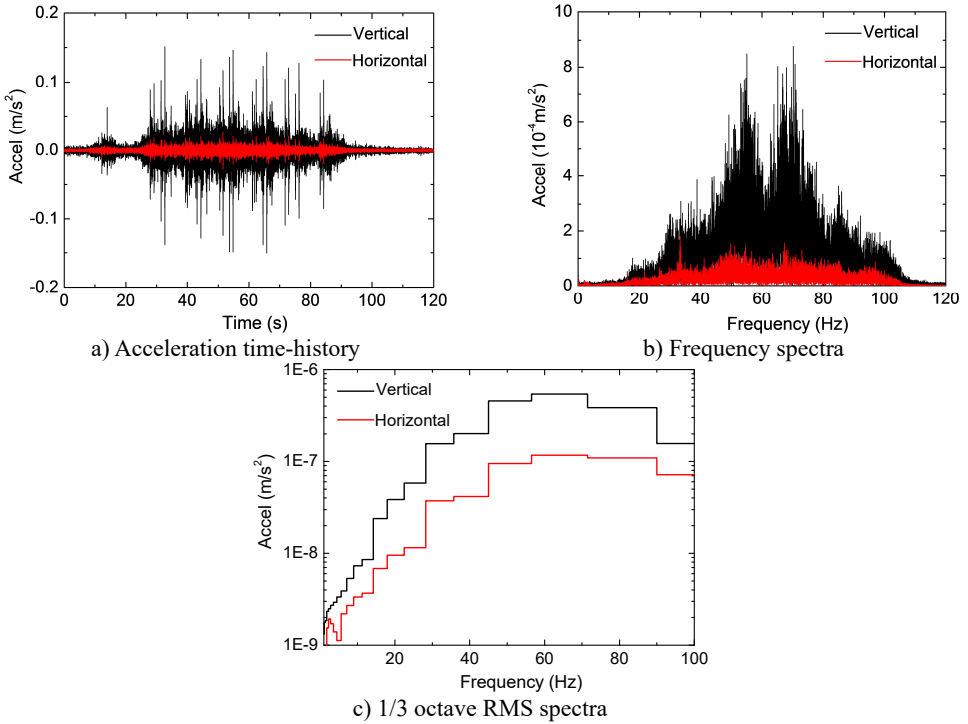 0.2
0.1
0.0
-0.1
-0.2
Accel (m/s²)
Vertical
Horizontal
0 20 40 60 80 100 120
Time (s)
a) Acceleration time-history
10
8
6
4
2
0
Accel (10⁻⁴m/s²)
Vertical
Horizontal
0 20 40 60 80 100 120
Frequency (Hz)
b) Frequency spectra
1E-6
1E-7
1E-8
1E-9
Accel (m/s²)
Vertical
Horizontal
20 40 60 80 100
Frequency (Hz)
c) 1/3 octave RMS spectra